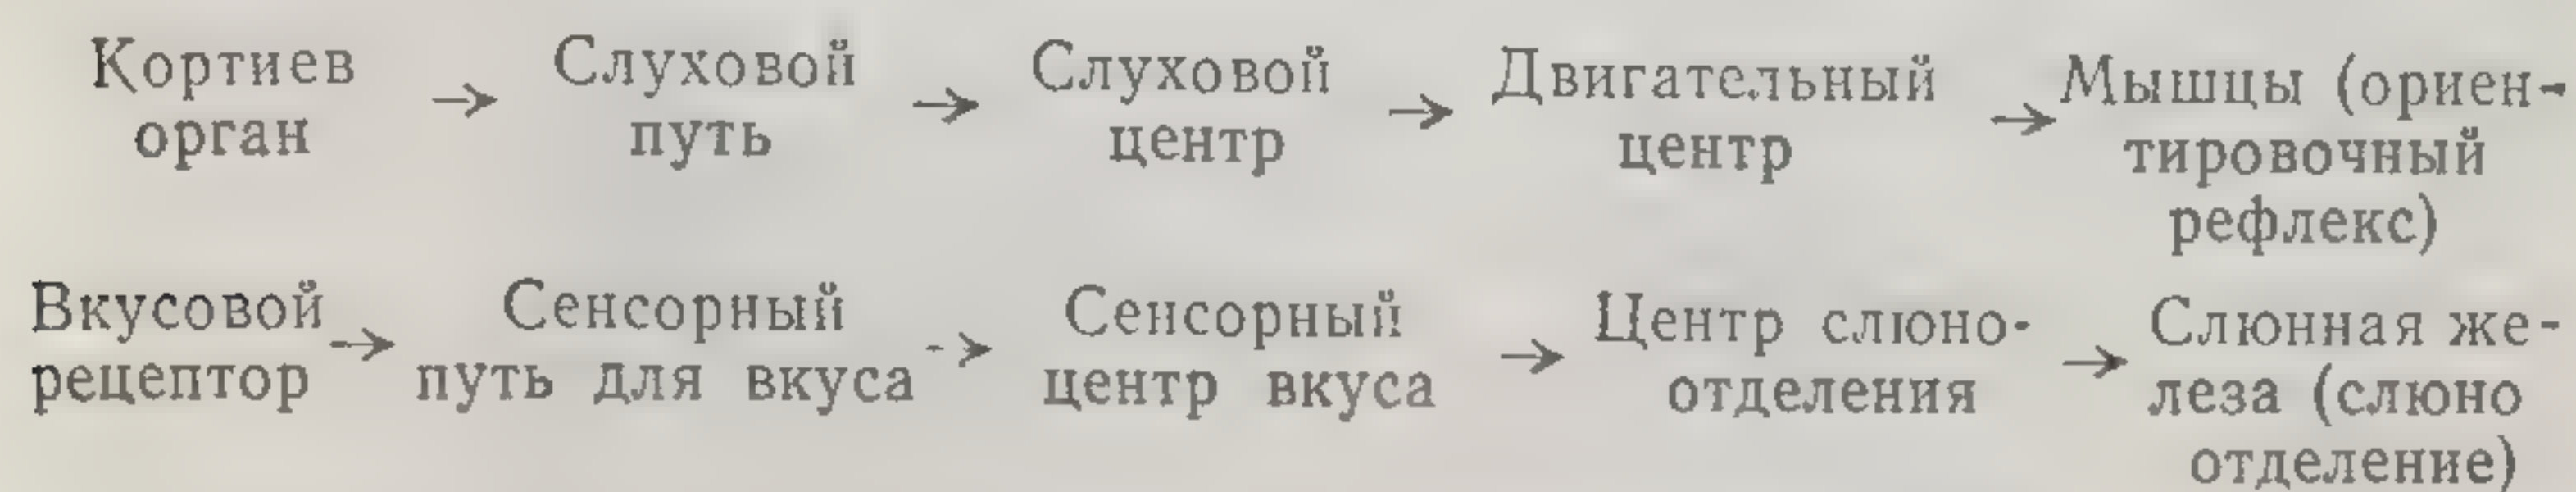 Кортиев → Слуховой → Слуховой → Двигательный → Мышцы (ориен-
орган путь центр центр тировочный
рефлекс)
Вкусовой → Сенсорный → Сенсорный → Центр слюно- → Слюнная же-
рецептор путь для вкуса центр вкуса отделения леза (слюно
отделение)